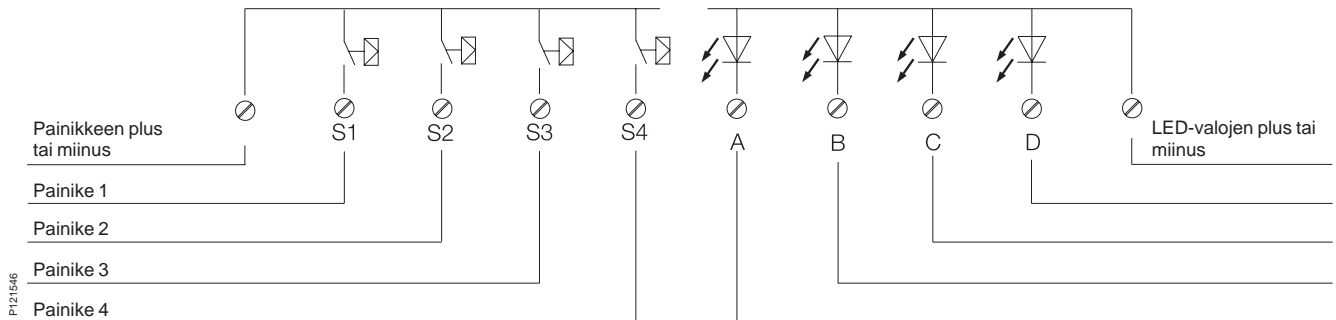 S1
S2
S3
S4
A
B
C
D
Painikkeen plus
tai miinus
LED-valojen plus tai
miinus
Painike 1
Painike 2
Painike 3
Painike 4
P121546